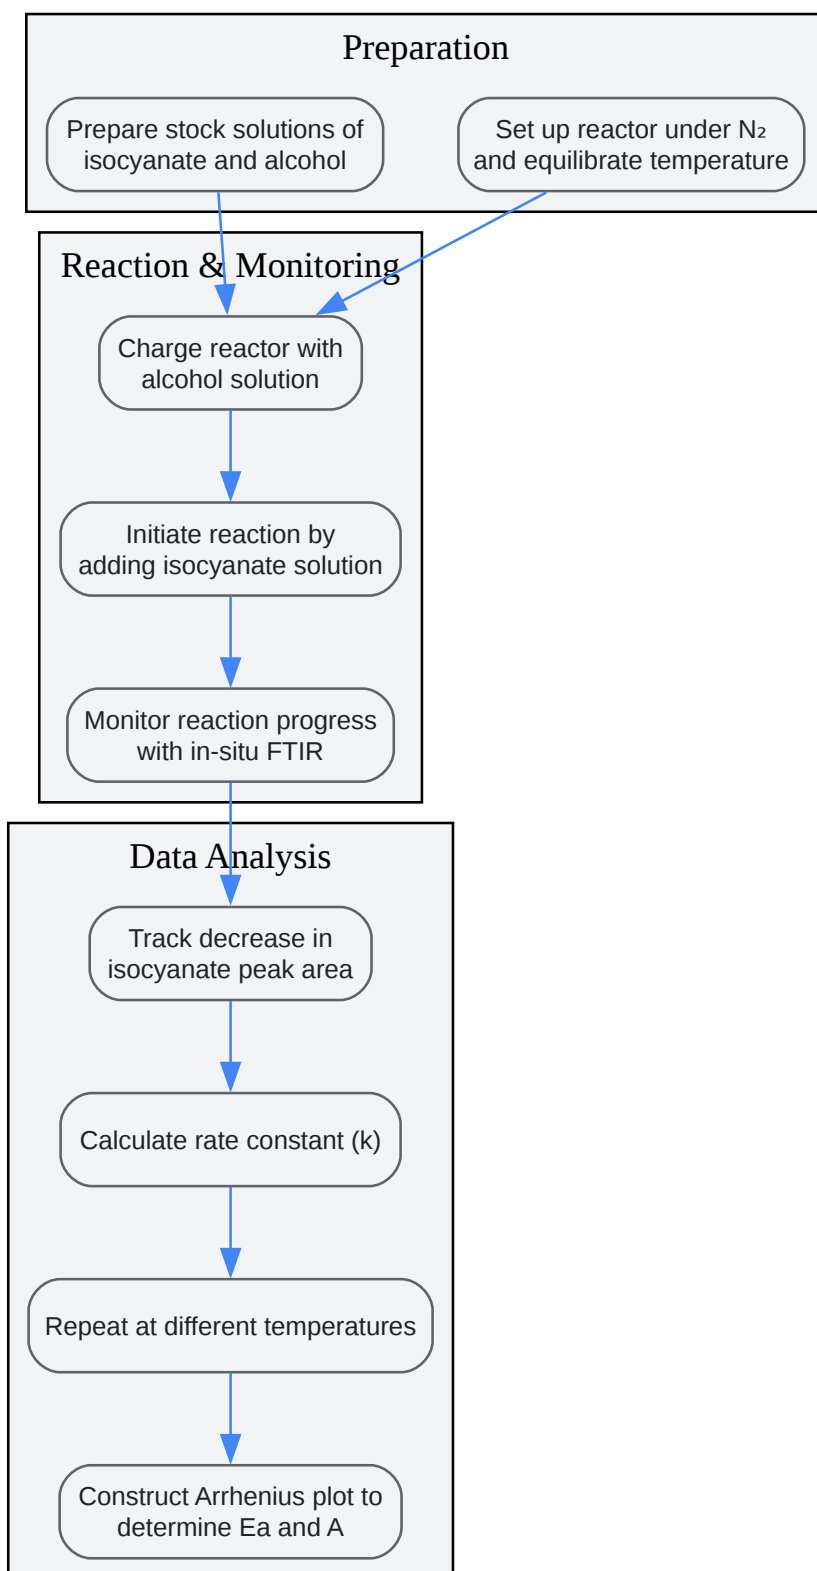 Preparation
Prepare stock solutions of
isocyanate and alcohol
Set up reactor under N₂
and equilibrate temperature
Reaction & Monitoring
Charge reactor with
alcohol solution
Initiate reaction by
adding isocyanate solution
Monitor reaction progress
with in-situ FTIR
Data Analysis
Track decrease in
isocyanate peak area
Calculate rate constant (k)
Repeat at different temperatures
Construct Arrhenius plot to
determine Ea and A